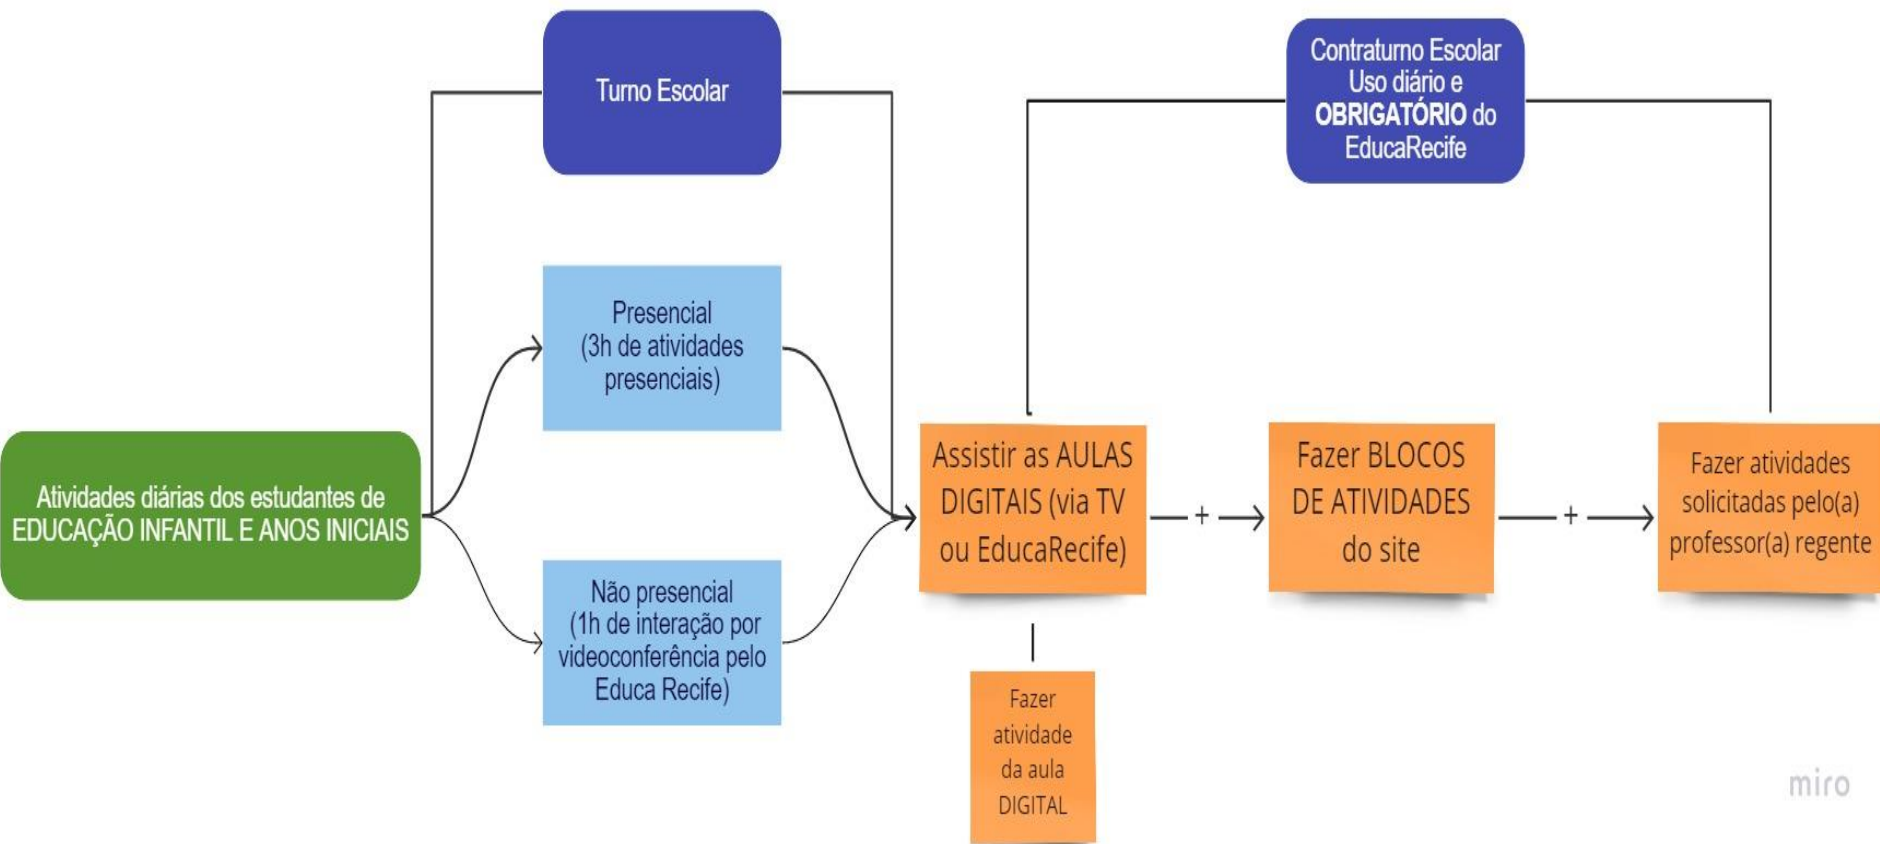 Turno Escolar
Contraturno Escolar
Uso diário e
OBRIGATÓRIO do
EducaRecife
Presencial
(3h de atividades
presenciais)
Atividades diárias dos estudantes de
EDUCAÇÃO INFANTIL E ANOS INICIAIS
Não presencial
(1h de interação por
videoconferência pelo
Educa Recife)
Assistir as AULAS
DIGITAIS (via TV
ou EducaRecife)
+
Fazer BLOCOS
DE ATIVIDADES
do site
+
Fazer atividades
solicitadas pelo(a)
professor(a) regente
Fazer
atividade
da aula
DIGITAL
miro